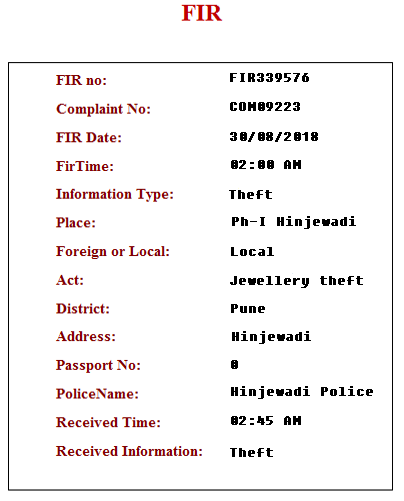 FIR
FIR no: FIR339576
Complaint No: COM09223
FIR Date: 30/08/2018
FirTime: 02:00 AM
Information Type: Theft
Place: Ph-I Hinjewadi
Foreign or Local: Local
Act: Jewellery theft
District: Pune
Address: Hinjewadi
Passport No: 0
PoliceName: Hinjewadi Police
Received Time: 02:45 AM
Received Information: Theft